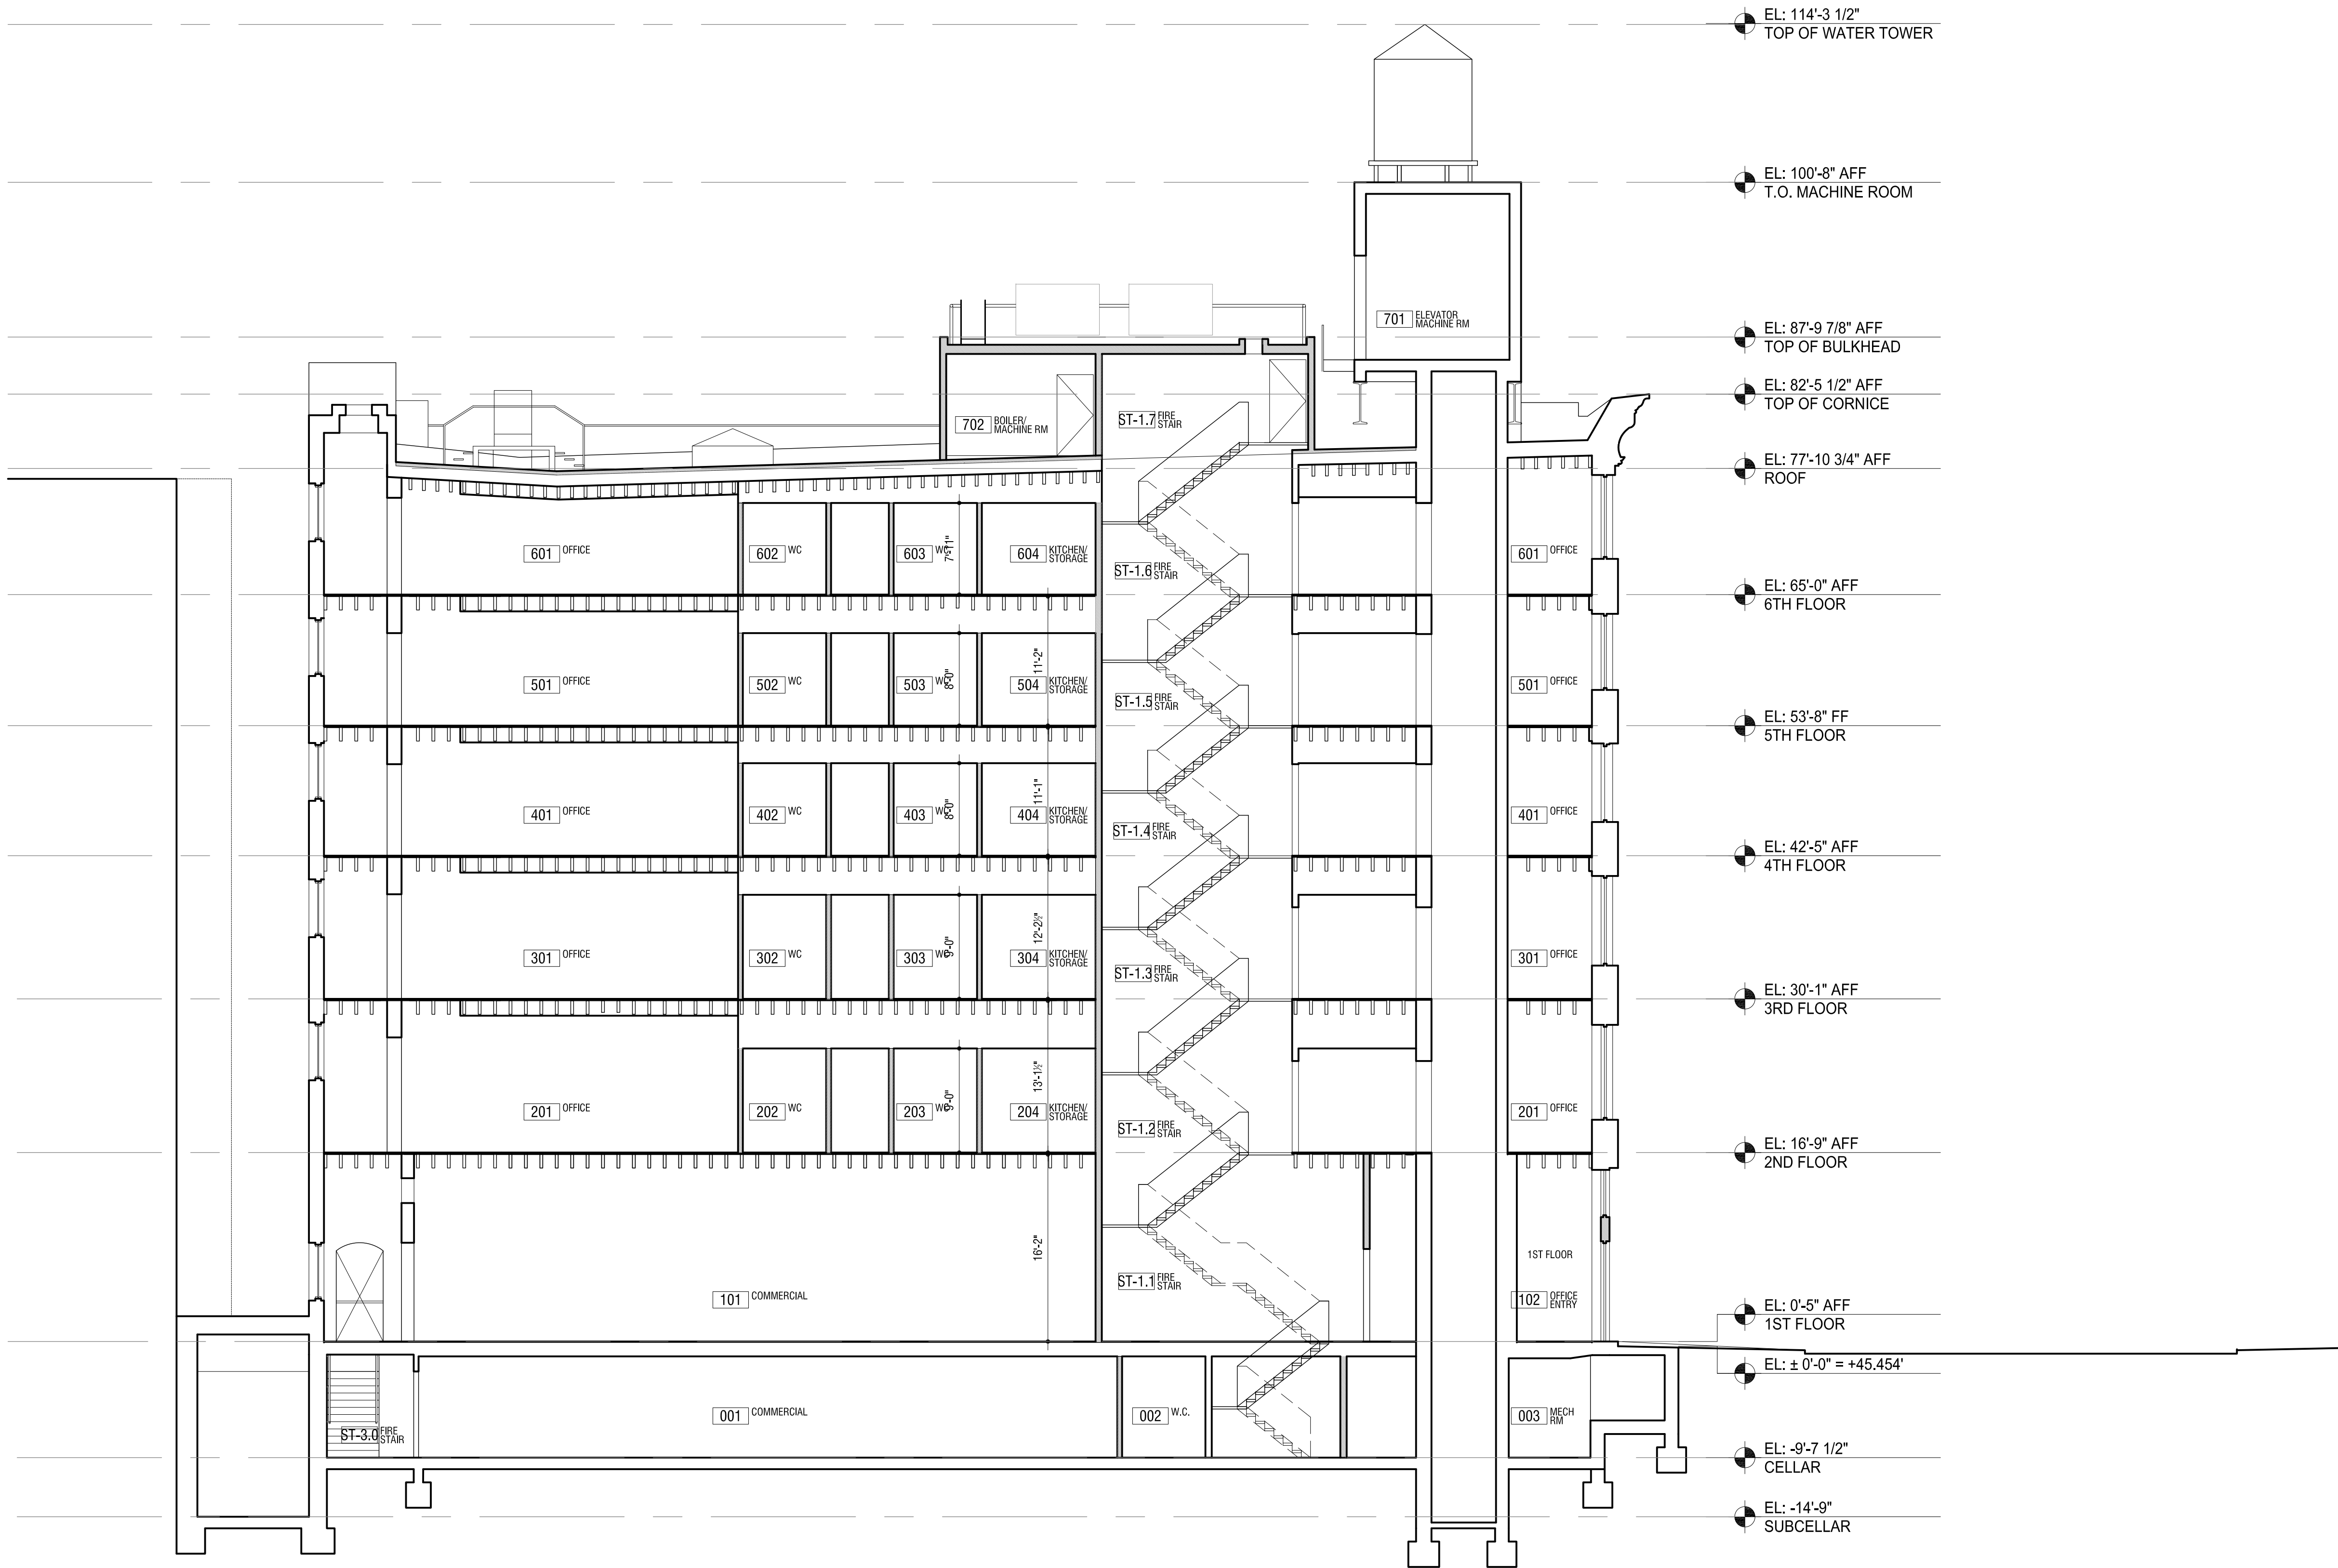 EL: 114'-3 1/2"
TOP OF WATER TOWER
EL: 100'-8" AFF
T.O. MACHINE ROOM
701 ELEVATOR
MACHINE RM
EL: 87'-9 7/8" AFF
TOP OF BULKHEAD
EL: 82'-5 1/2" AFF
TOP OF CORNICE
702 BOILER/
MACHINE RM
ST-1.7 FIRE
STAIR
EL: 77'-10 3/4" AFF
ROOF
601 OFFICE
602 WC
603 WC
7'-11"
604 KITCHEN/
STORAGE
ST-1.6 FIRE
STAIR
601 OFFICE
EL: 65'-0" AFF
6TH FLOOR
501 OFFICE
502 WC
503 WC
8'-0"
11'-2"
504 KITCHEN/
STORAGE
ST-1.5 FIRE
STAIR
501 OFFICE
EL: 53'-8" FF
5TH FLOOR
401 OFFICE
402 WC
403 WC
8'-0"
11'-1"
404 KITCHEN/
STORAGE
ST-1.4 FIRE
STAIR
401 OFFICE
EL: 42'-5" AFF
4TH FLOOR
301 OFFICE
302 WC
303 WC
9'-0"
12'-2½"
304 KITCHEN/
STORAGE
ST-1.3 FIRE
STAIR
301 OFFICE
EL: 30'-1" AFF
3RD FLOOR
201 OFFICE
202 WC
203 WC
9'-0"
13'-1½"
204 KITCHEN/
STORAGE
ST-1.2 FIRE
STAIR
201 OFFICE
EL: 16'-9" AFF
2ND FLOOR
16'-2"
1ST FLOOR
101 COMMERCIAL
ST-1.1 FIRE
STAIR
102 OFFICE
ENTRY
EL: 0'-5" AFF
1ST FLOOR
EL: ± 0'-0" = +45.454'
ST-3.0 FIRE
STAIR
001 COMMERCIAL
002 W.C.
003 MECH
RM
EL: -9'-7 1/2"
CELLAR
EL: -14'-9"
SUBCELLAR